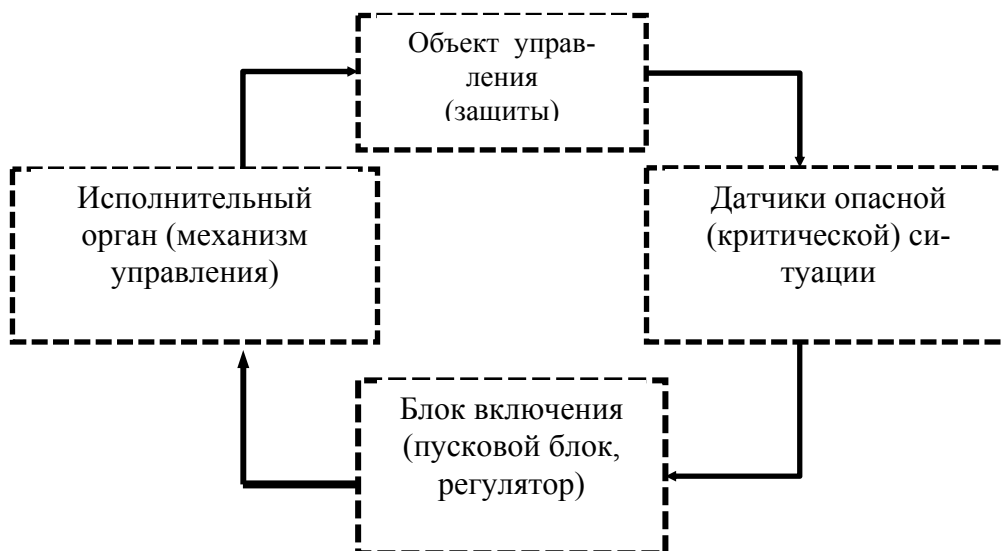 Объект управ-
ления
(защиты)
Исполнительный
орган (механизм
управления)
Датчики опасной
(критической) си-
туации
Блок включения
(пусковой блок,
регулятор)